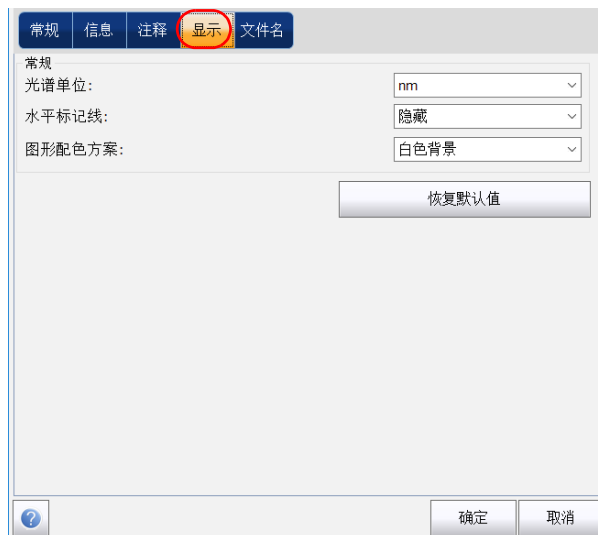 常规 信息 注释 显示 文件名
常规
光谱单位: nm
水平标记线: 隐藏
图形配色方案: 白色背景
恢复默认值
? 确定 取消